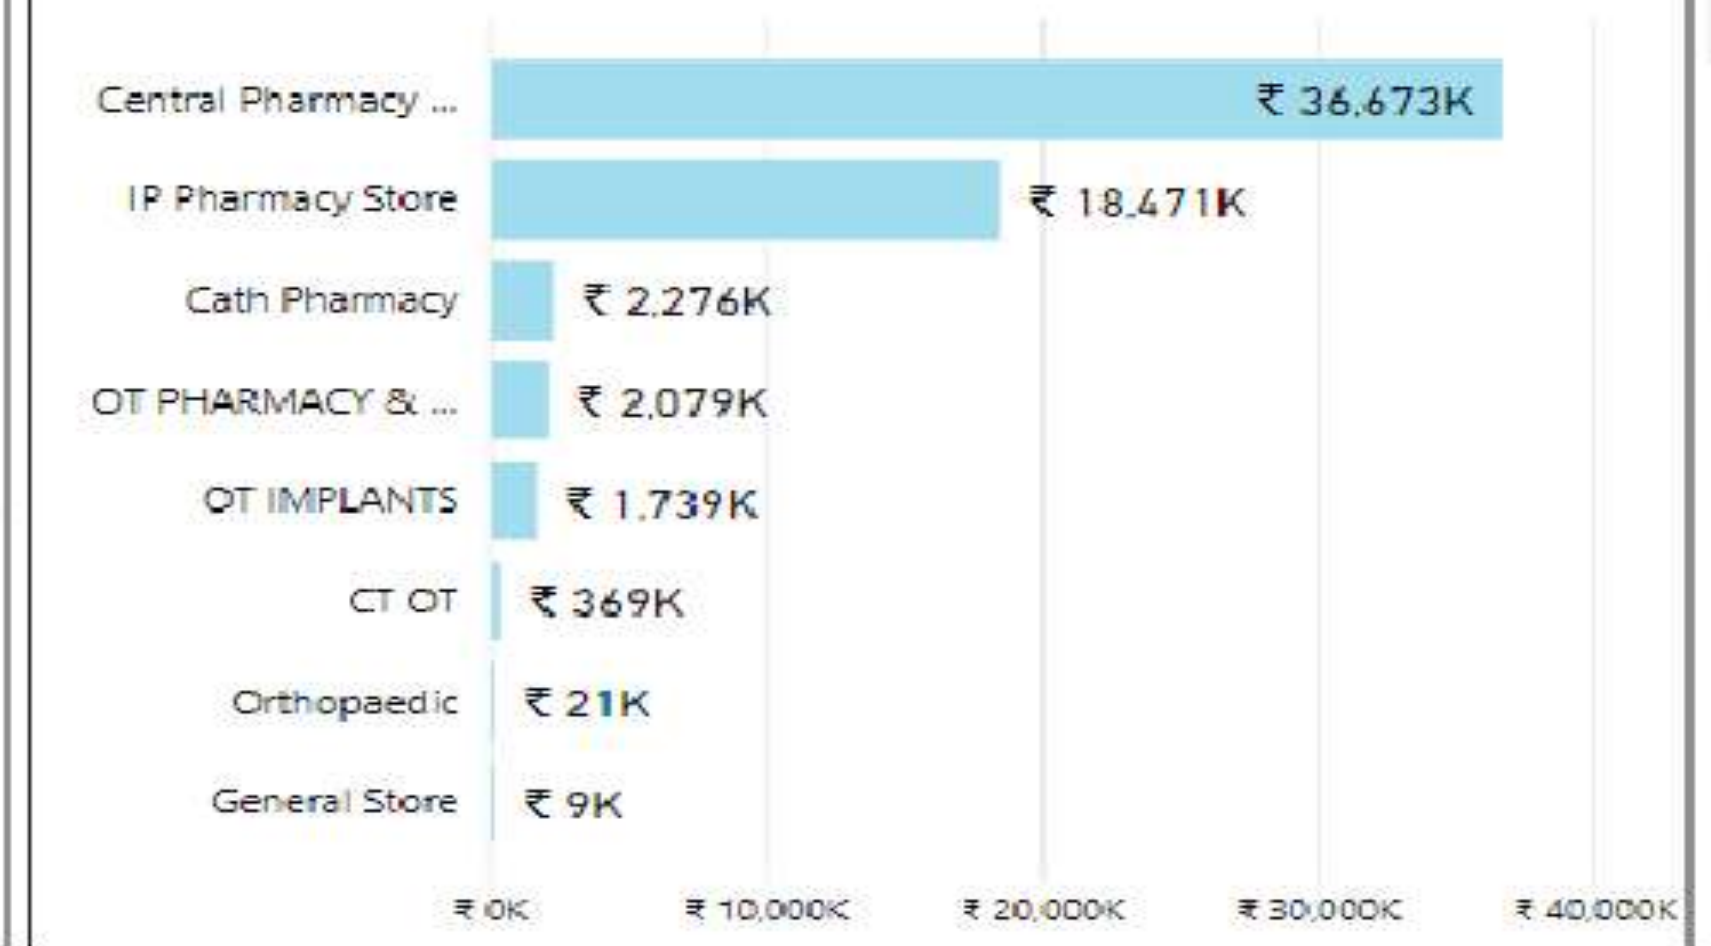 Central Pharmacy ... ₹ 36,673K
IP Pharmacy Store ₹ 18,471K
Cath Pharmacy ₹ 2,276K
OT PHARMACY & ... ₹ 2,079K
OT IMPLANTS ₹ 1,739K
CT OT ₹ 369K
Orthopaedic ₹ 21K
General Store ₹ 9K
₹ 0K ₹ 10,000K ₹ 20,000K ₹ 30,000K ₹ 40,000K